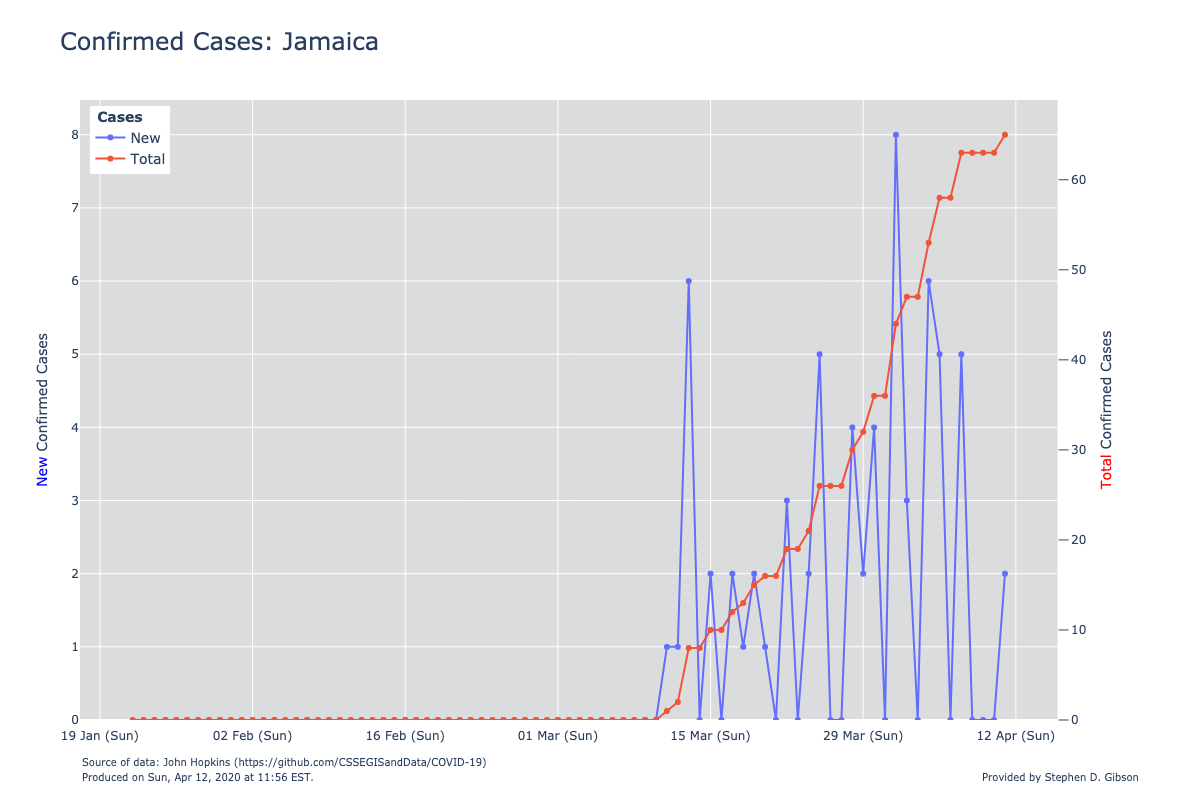 Confirmed Cases: Jamaica
Cases
New
Total
8
7
6
5
4
3
2
1
0
New Confirmed Cases
60
50
40
30
20
10
0
Total Confirmed Cases
19 Jan (Sun) 02 Feb (Sun) 16 Feb (Sun) 01 Mar (Sun) 15 Mar (Sun) 29 Mar (Sun) 12 Apr (Sun)
Source of data: John Hopkins (https://github.com/CSSEGISandData/COVID-19)
Produced on Sun, Apr 12, 2020 at 11:56 EST.
Provided by Stephen D. Gibson